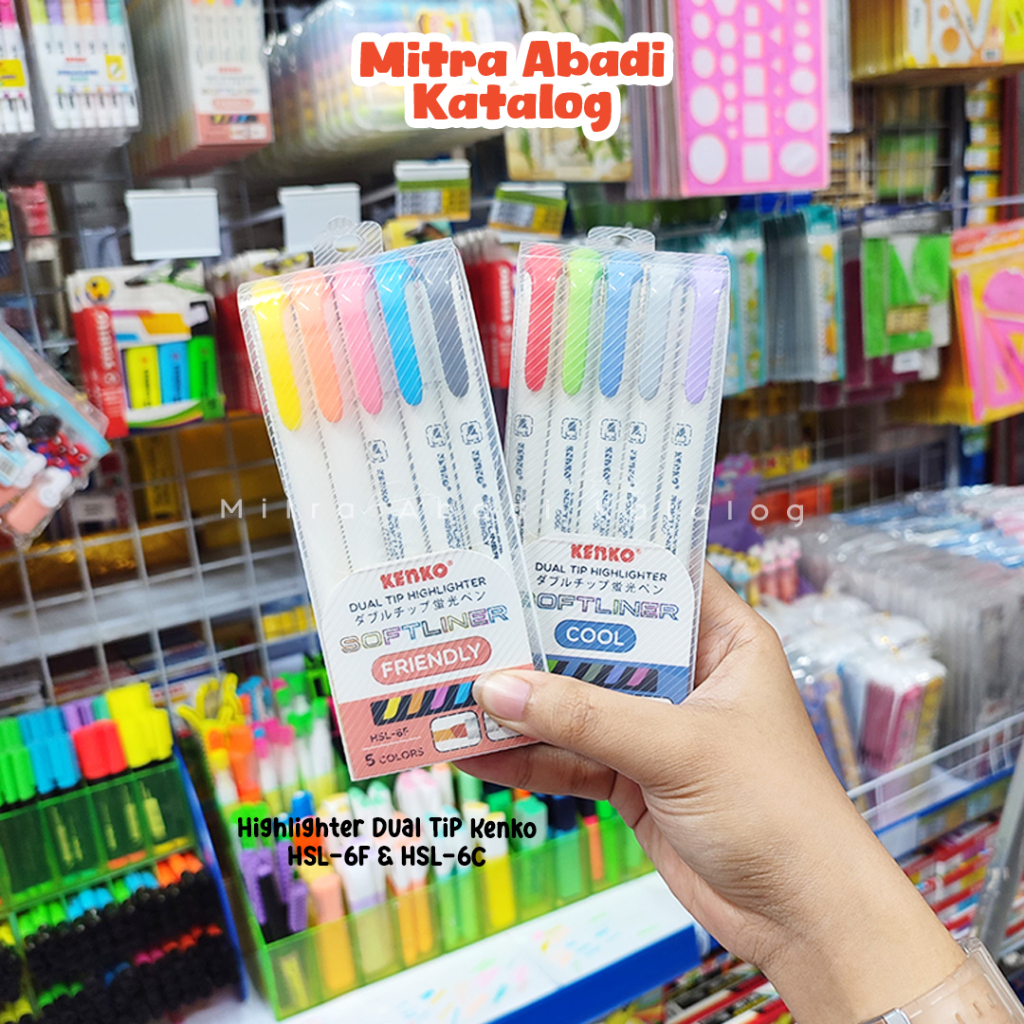 Mitra Abadi
Katalog
Mitra Abadi Katalog
KENKO
DUAL TIP HIGHLIGHTER
ダブルチップ蛍光ペン
SOFTLINER
FRIENDLY
HSL-6F
5 COLORS
KENKO
DUAL TIP HIGHLIGHTER
ダブルチップ蛍光ペン
SOFTLINER
COOL
Highlighter Dual TiP Kenko
HSL-6F & HSL-6C